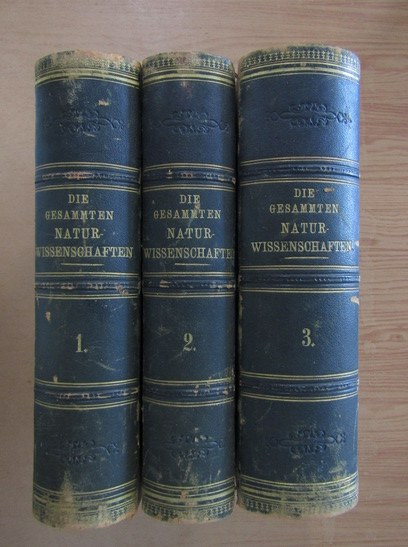 DIE
GESAMMTEN
NATUR-
WISSENSCHAFTEN
1.
DIE
GESAMMTEN
NATUR-
WISSENSCHAFTEN
2.
DIE
GESAMMTEN
NATUR-
WISSENSCHAFTEN
3.